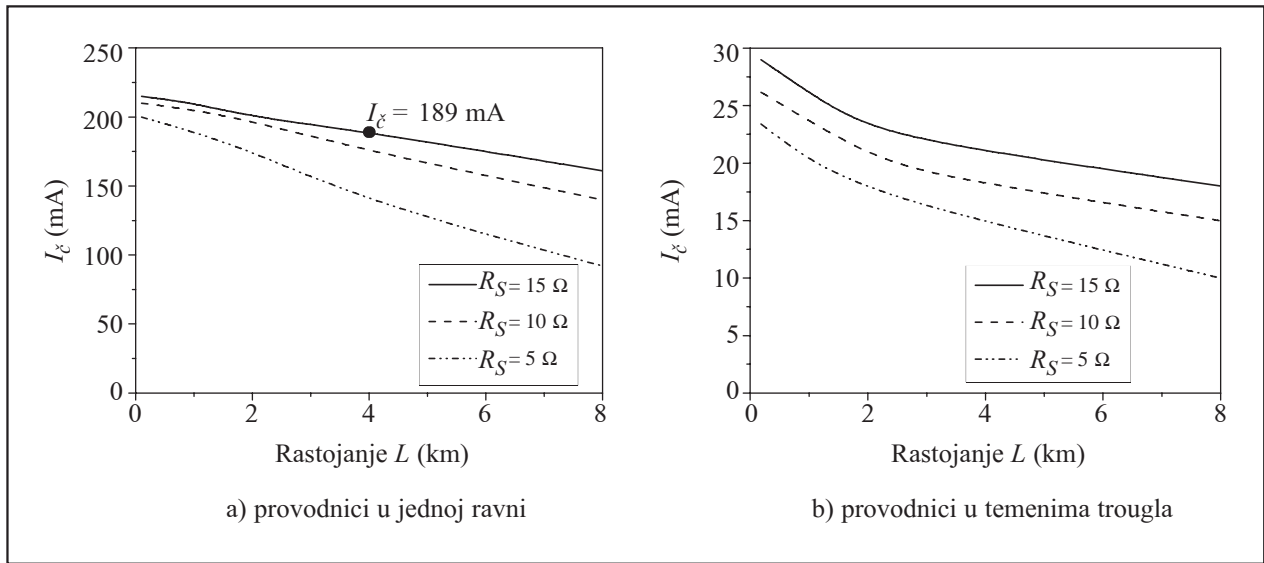 250
200
150
100
50
0
I_č (mA)
I_č = 189 mA
R_S = 15 Ω
R_S = 10 Ω
R_S = 5 Ω
0 2 4 6 8
Rastojanje L (km)
a) provodnici u jednoj ravni
30
25
20
15
10
5
0
I_č (mA)
R_S = 15 Ω
R_S = 10 Ω
R_S = 5 Ω
0 2 4 6 8
Rastojanje L (km)
b) provodnici u temenima trougla